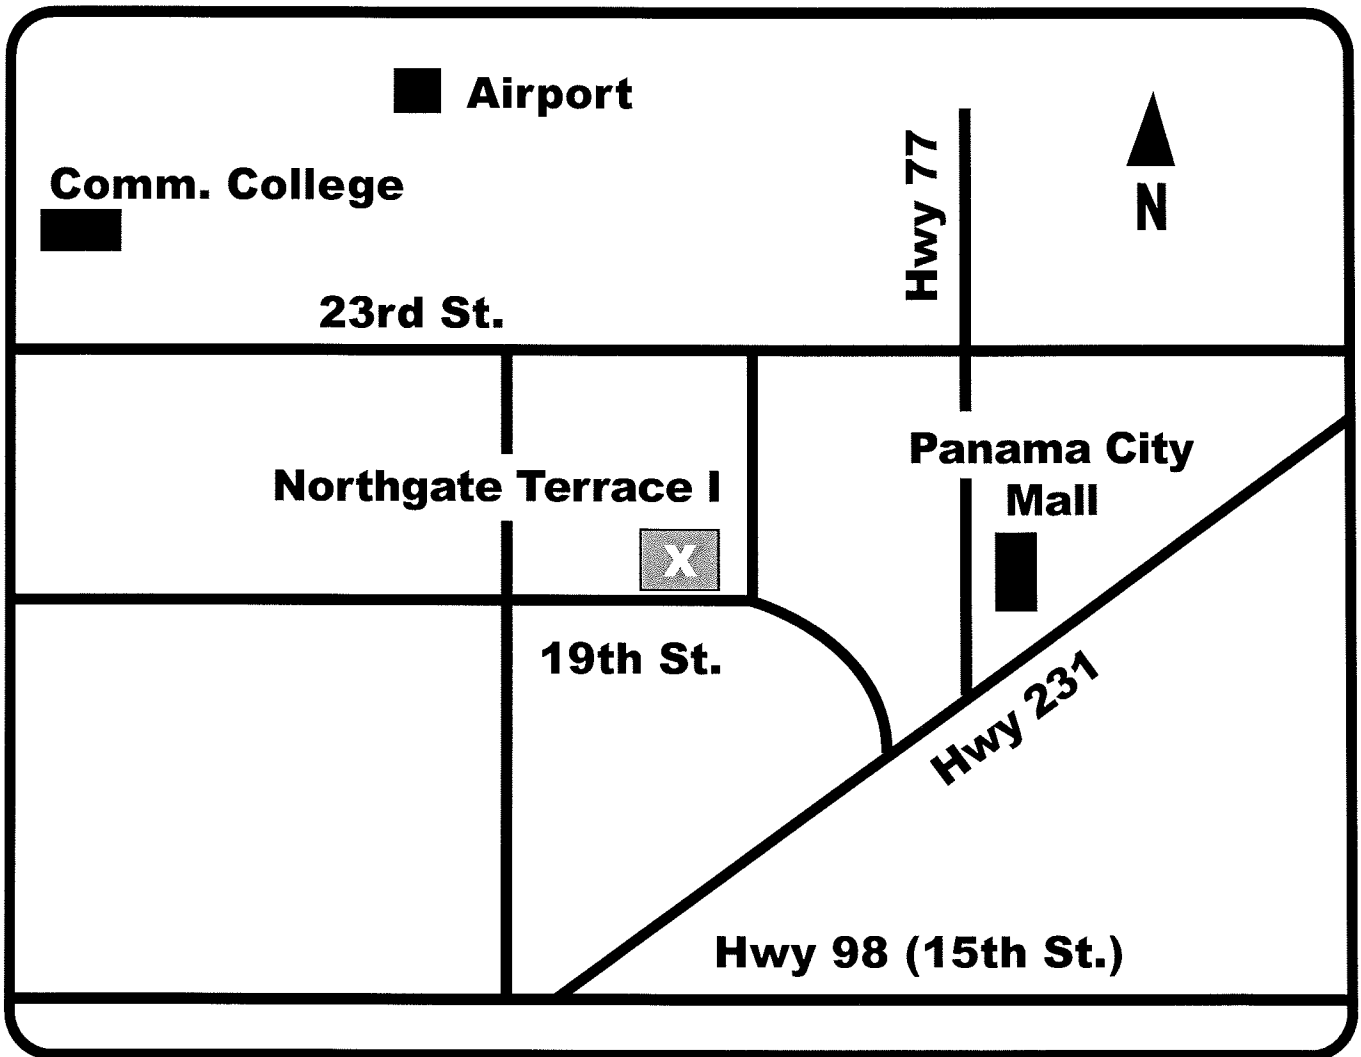 Airport
Comm. College
Hwy 77
N
23rd St.
Panama City
Mall
Northgate Terrace I
X
19th St.
Hwy 231
Hwy 98 (15th St.)